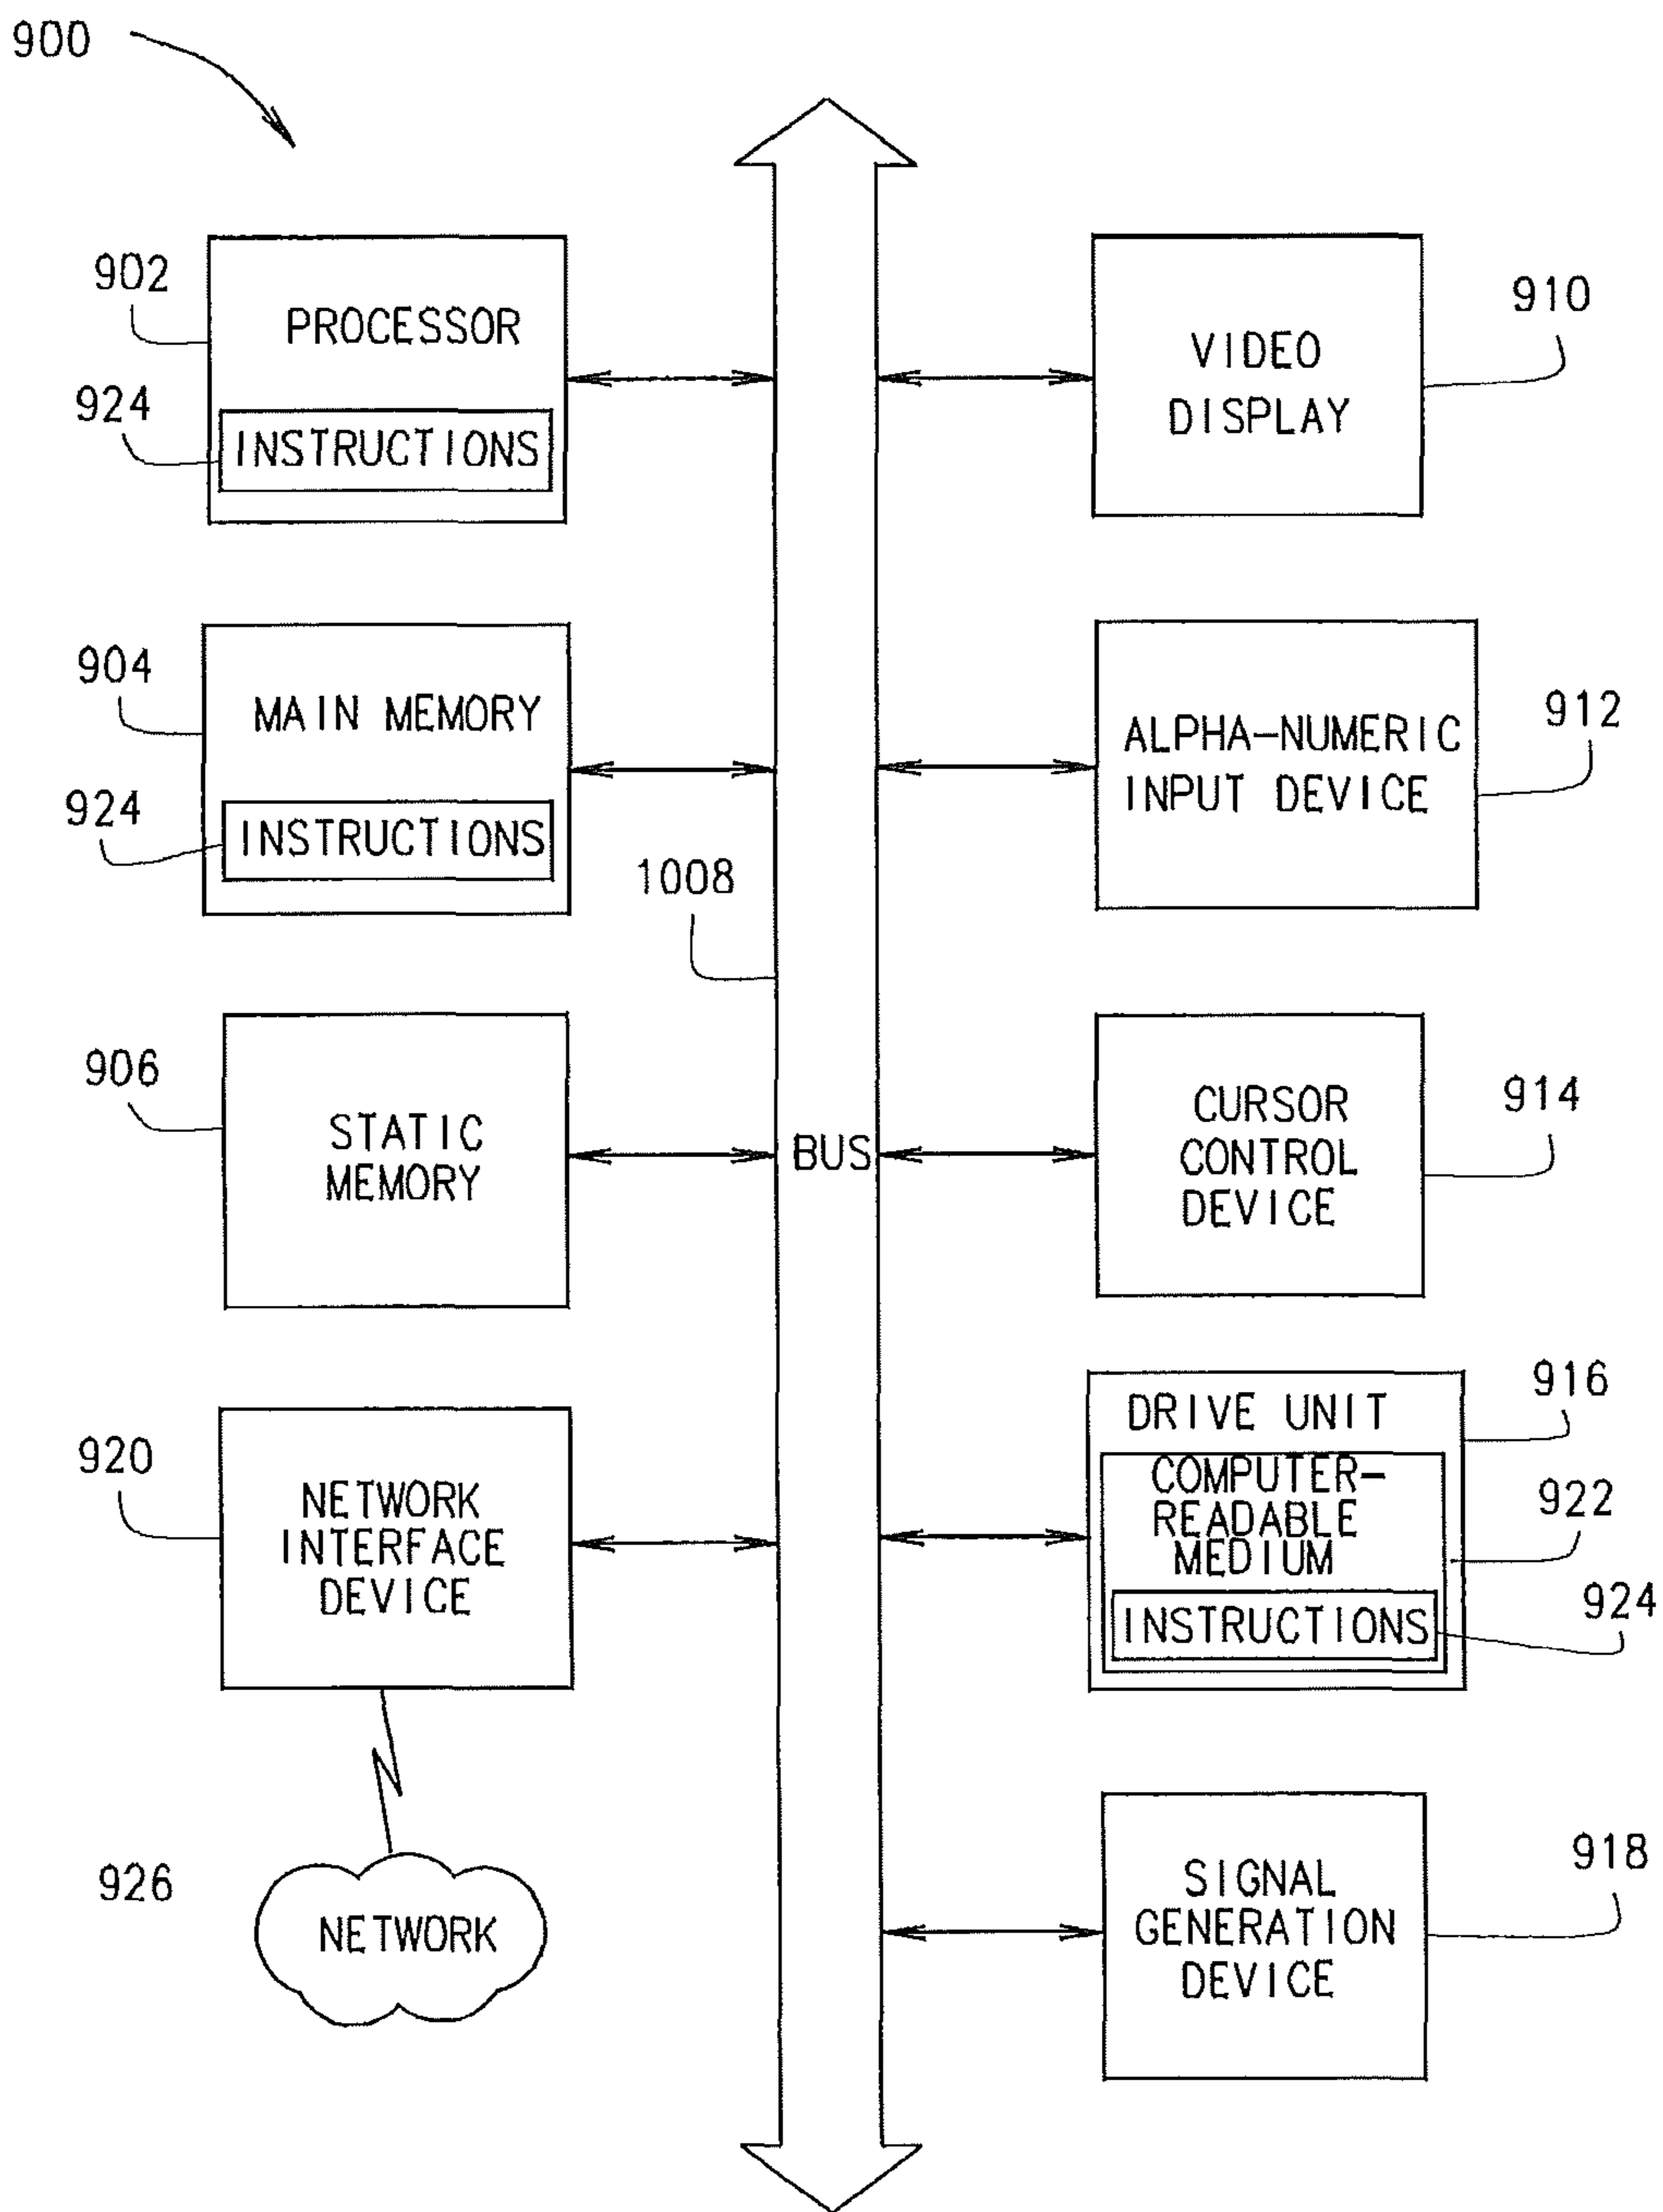 900
902
PROCESSOR
924
INSTRUCTIONS
904
MAIN MEMORY
924
INSTRUCTIONS
1008
906
STATIC
MEMORY
920
NETWORK
INTERFACE
DEVICE
926
NETWORK
BUS
910
VIDEO
DISPLAY
912
ALPHA-NUMERIC
INPUT DEVICE
914
CURSOR
CONTROL
DEVICE
916
DRIVE UNIT
922
COMPUTER-
READABLE
MEDIUM
924
INSTRUCTIONS
918
SIGNAL
GENERATION
DEVICE